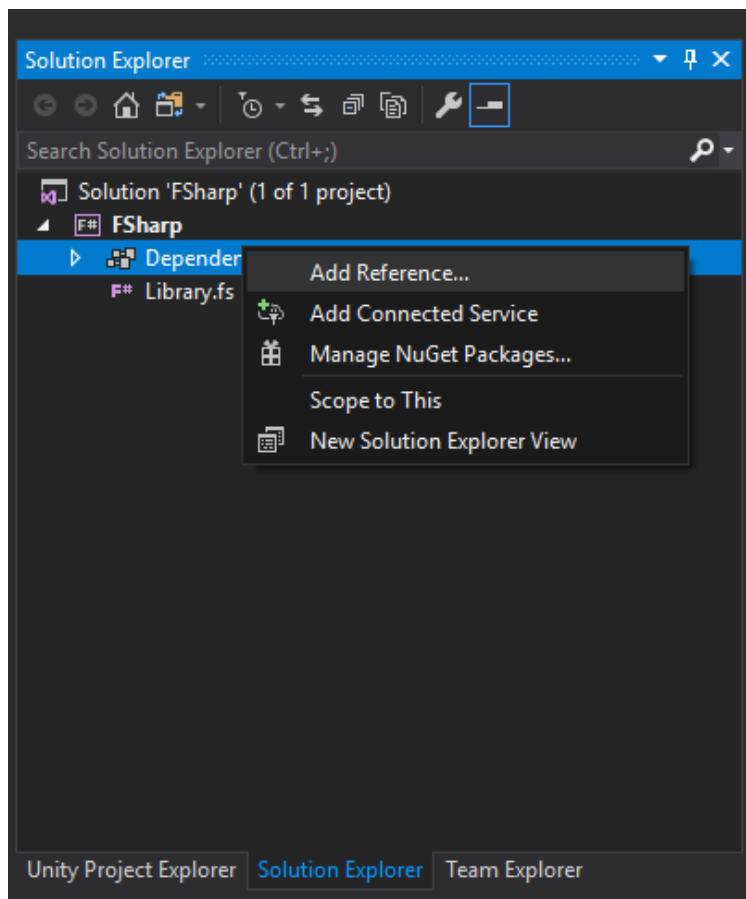 Solution Explorer
Search Solution Explorer (Ctrl+;)
Solution 'FSharp' (1 of 1 project)
F# FSharp
Depender
F# Library.fs
Add Reference...
Add Connected Service
Manage NuGet Packages...
Scope to This
New Solution Explorer View
Unity Project Explorer Solution Explorer Team Explorer